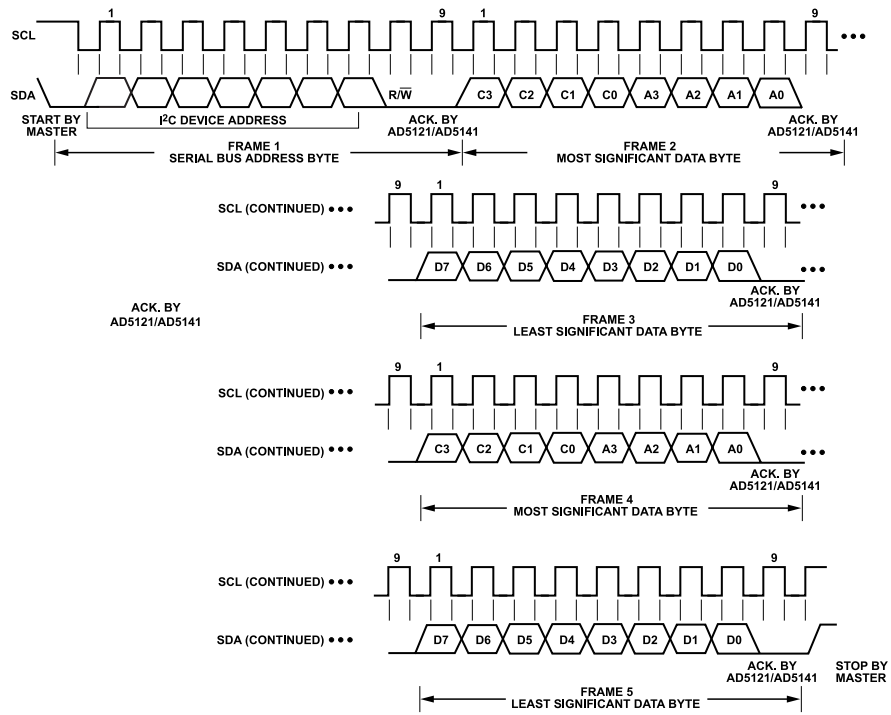 1 9 1 9
SCL
SDA R/W̅ C3 C2 C1 C0 A3 A2 A1 A0
START BY MASTER
I²C DEVICE ADDRESS
ACK. BY AD5121/AD5141
ACK. BY AD5121/AD5141
FRAME 1
SERIAL BUS ADDRESS BYTE
FRAME 2
MOST SIGNIFICANT DATA BYTE
9 1 9
SCL (CONTINUED)
SDA (CONTINUED) D7 D6 D5 D4 D3 D2 D1 D0
ACK. BY
AD5121/AD5141
ACK. BY
AD5121/AD5141
FRAME 3
LEAST SIGNIFICANT DATA BYTE
9 1 9
SCL (CONTINUED)
SDA (CONTINUED) C3 C2 C1 C0 A3 A2 A1 A0
ACK. BY
AD5121/AD5141
FRAME 4
MOST SIGNIFICANT DATA BYTE
9 1 9
SCL (CONTINUED)
SDA (CONTINUED) D7 D6 D5 D4 D3 D2 D1 D0
ACK. BY
AD5121/AD5141
STOP BY
MASTER
FRAME 5
LEAST SIGNIFICANT DATA BYTE